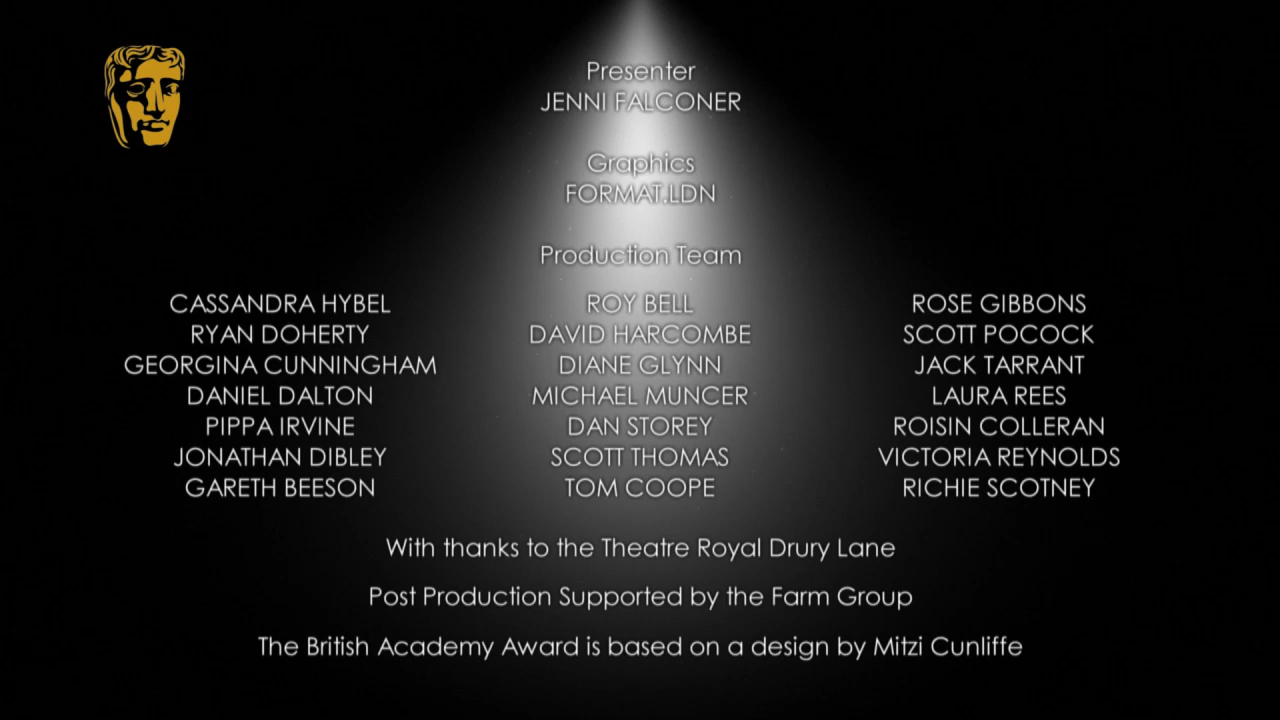 Presenter
JENNI FALCONER
Graphics
FORMAT.LDN
Production Team
CASSANDRA HYBEL
RYAN DOHERTY
GEORGINA CUNNINGHAM
DANIEL DALTON
PIPPA IRVINE
JONATHAN DIBLEY
GARETH BEESON
ROY BELL
DAVID HARCOMBE
DIANE GLYNN
MICHAEL MUNCER
DAN STOREY
SCOTT THOMAS
TOM COOPE
ROSE GIBBONS
SCOTT POCOCK
JACK TARRANT
LAURA REES
ROISIN COLLERAN
VICTORIA REYNOLDS
RICHIE SCOTNEY
With thanks to the Theatre Royal Drury Lane
Post Production Supported by the Farm Group
The British Academy Award is based on a design by Mitzi Cunliffe